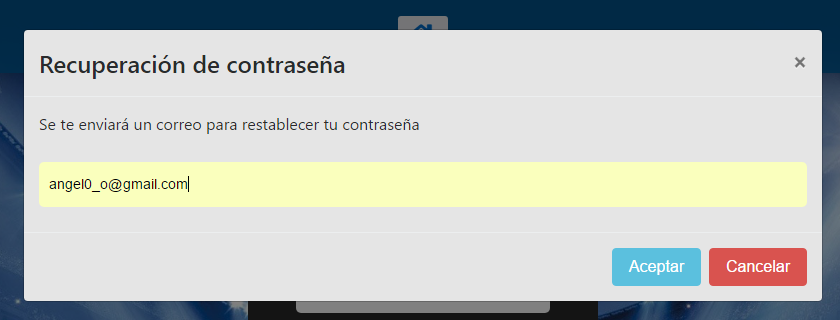 Recuperación de contraseña
×
Se te enviará un correo para restablecer tu contraseña
angel0_o@gmail.com
Aceptar Cancelar